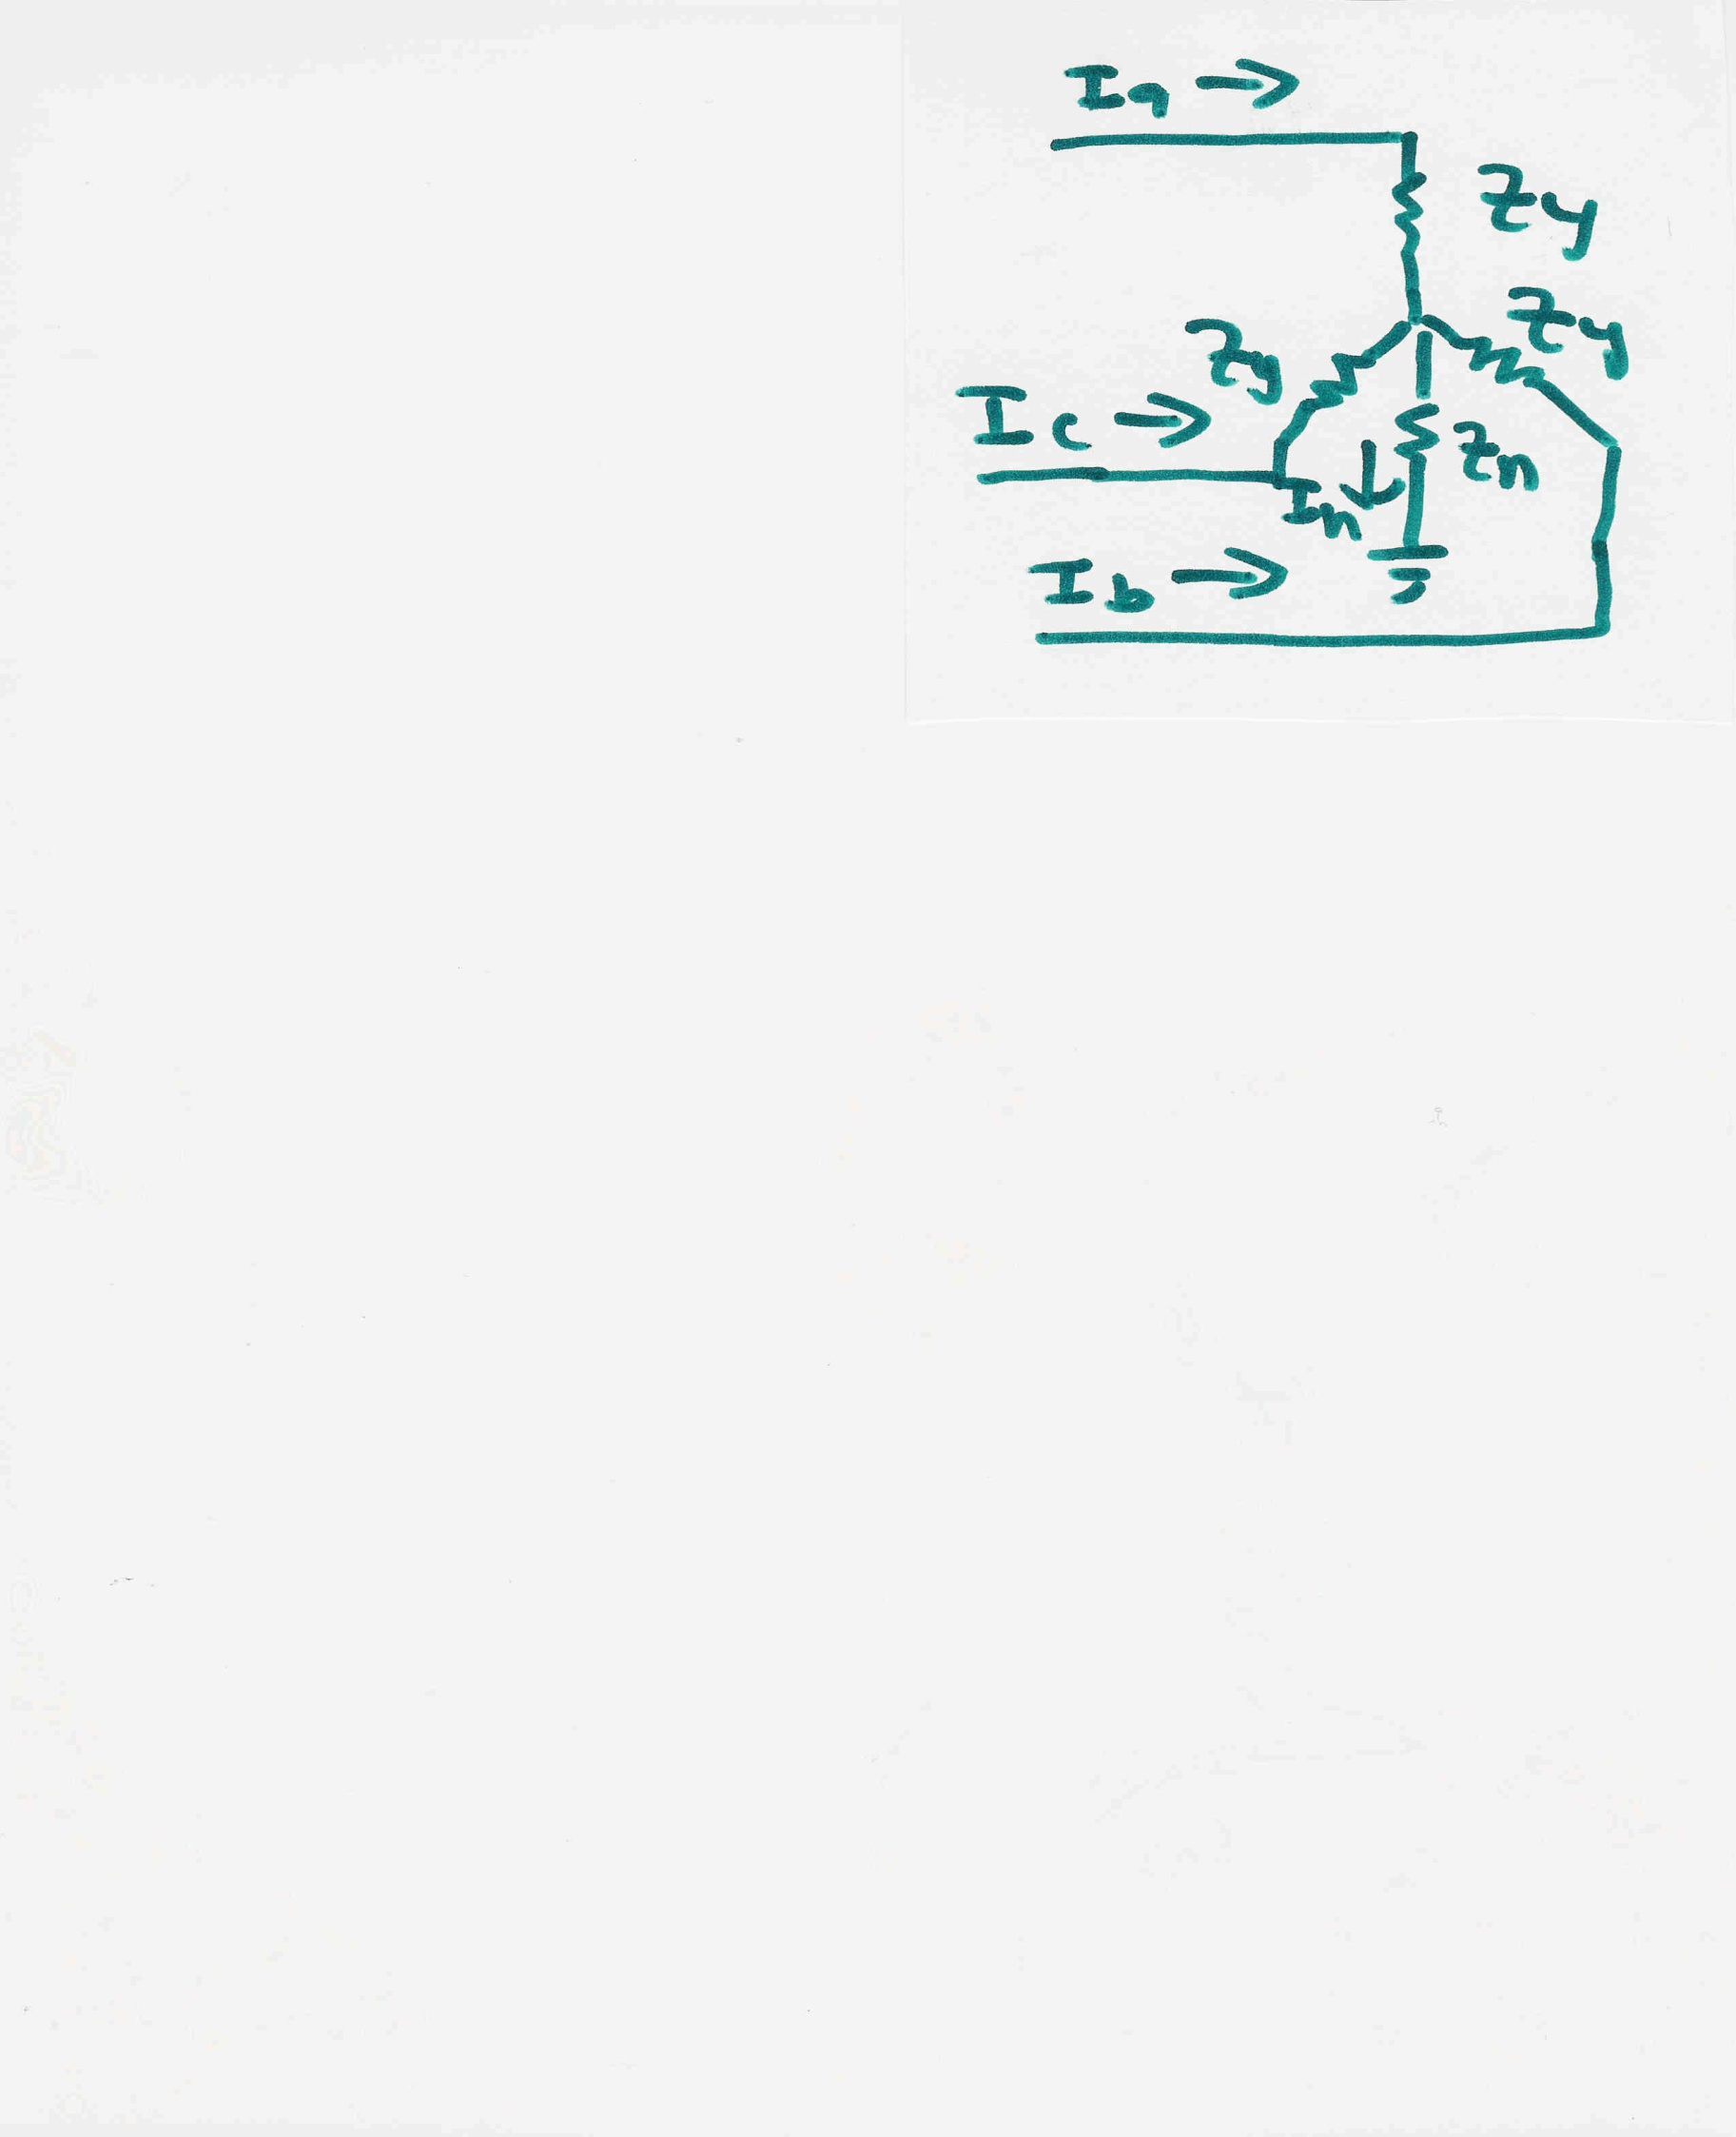 Ia →
Zy
Zy
Zy
Ic →
Zn
In ↓
Ib →